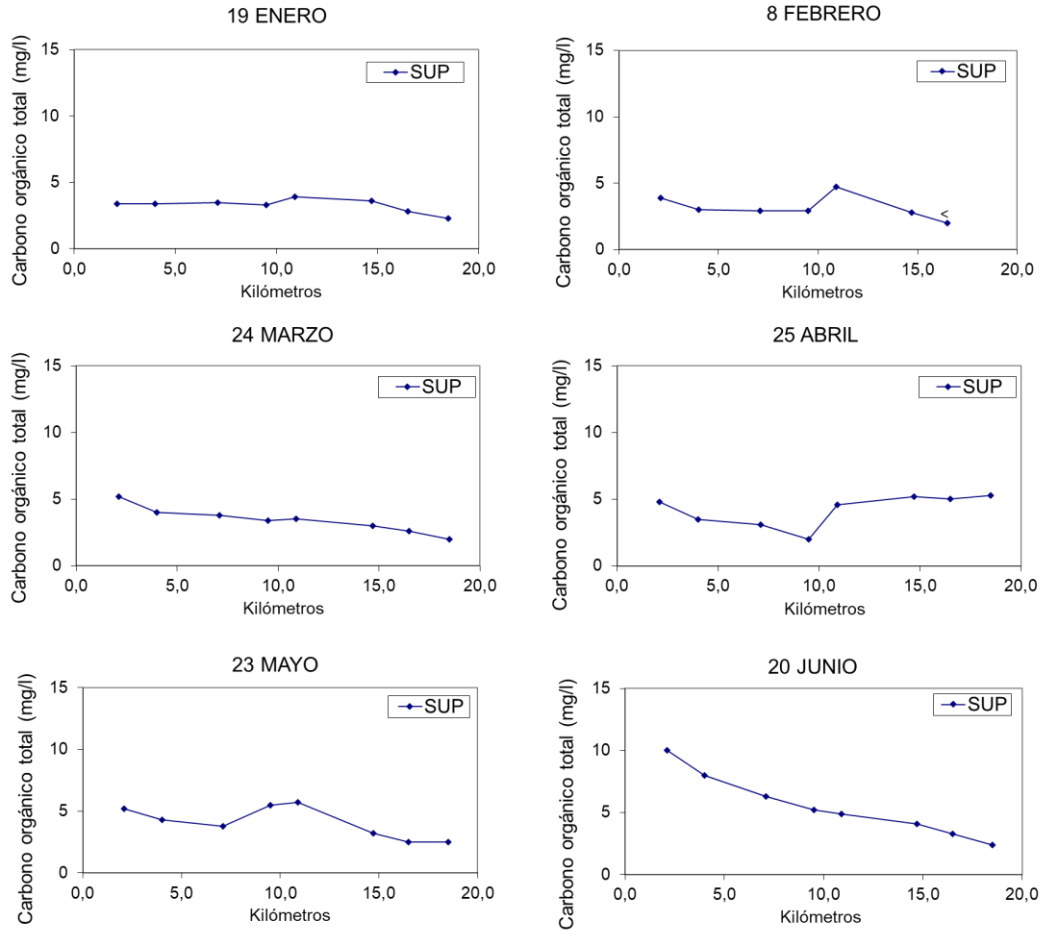 19 ENERO
Carbono orgánico total (mg/l)
15
10
5
0
SUP
0,0 5,0 10,0 15,0 20,0
Kilómetros
8 FEBRERO
Carbono orgánico total (mg/l)
15
10
5
0
SUP
<
0,0 5,0 10,0 15,0 20,0
Kilómetros
24 MARZO
Carbono orgánico total (mg/l)
15
10
5
0
SUP
0,0 5,0 10,0 15,0 20,0
Kilómetros
25 ABRIL
Carbono orgánico total (mg/l)
15
10
5
0
SUP
0,0 5,0 10,0 15,0 20,0
Kilómetros
23 MAYO
Carbono orgánico total (mg/l)
15
10
5
0
SUP
0,0 5,0 10,0 15,0 20,0
Kilómetros
20 JUNIO
Carbono orgánico total (mg/l)
15
10
5
0
SUP
0,0 5,0 10,0 15,0 20,0
Kilómetros